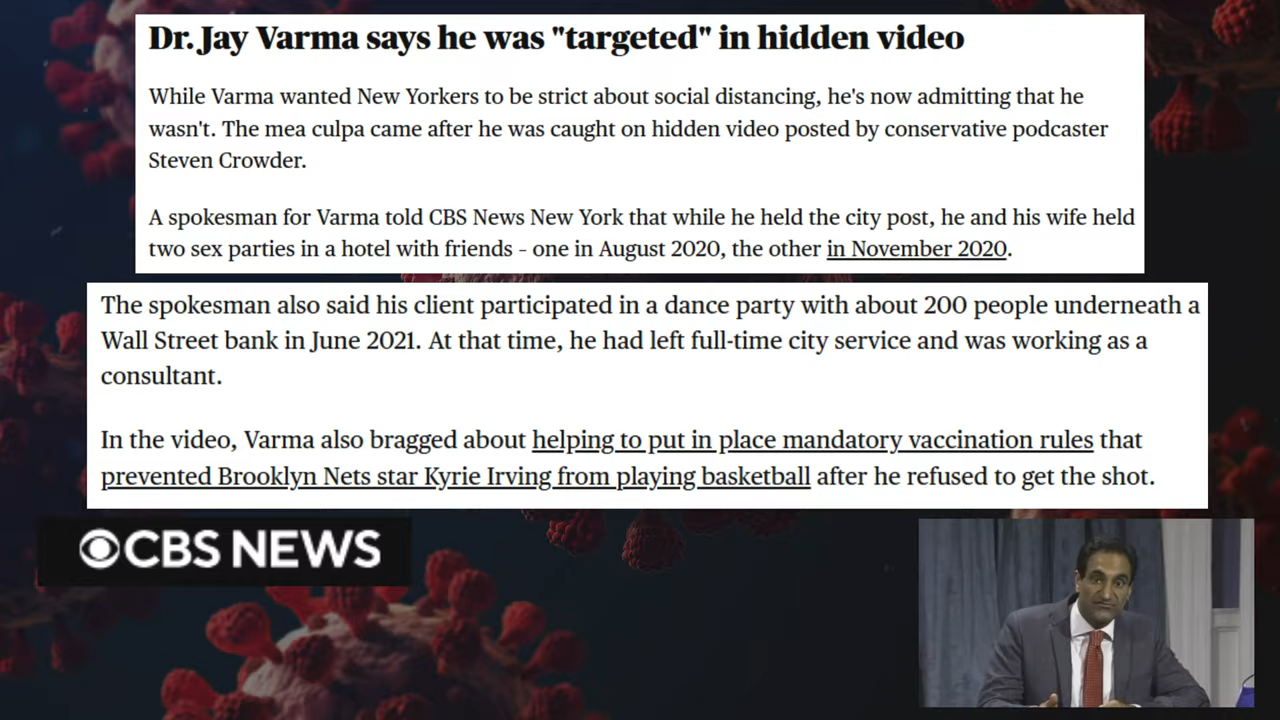 Dr. Jay Varma says he was "targeted" in hidden video
While Varma wanted New Yorkers to be strict about social distancing, he's now admitting that he
wasn't. The mea culpa came after he was caught on hidden video posted by conservative podcaster
Steven Crowder.
A spokesman for Varma told CBS News New York that while he held the city post, he and his wife held
two sex parties in a hotel with friends – one in August 2020, the other in November 2020.
The spokesman also said his client participated in a dance party with about 200 people underneath a
Wall Street bank in June 2021. At that time, he had left full-time city service and was working as a
consultant.
In the video, Varma also bragged about helping to put in place mandatory vaccination rules that
prevented Brooklyn Nets star Kyrie Irving from playing basketball after he refused to get the shot.
CBS NEWS